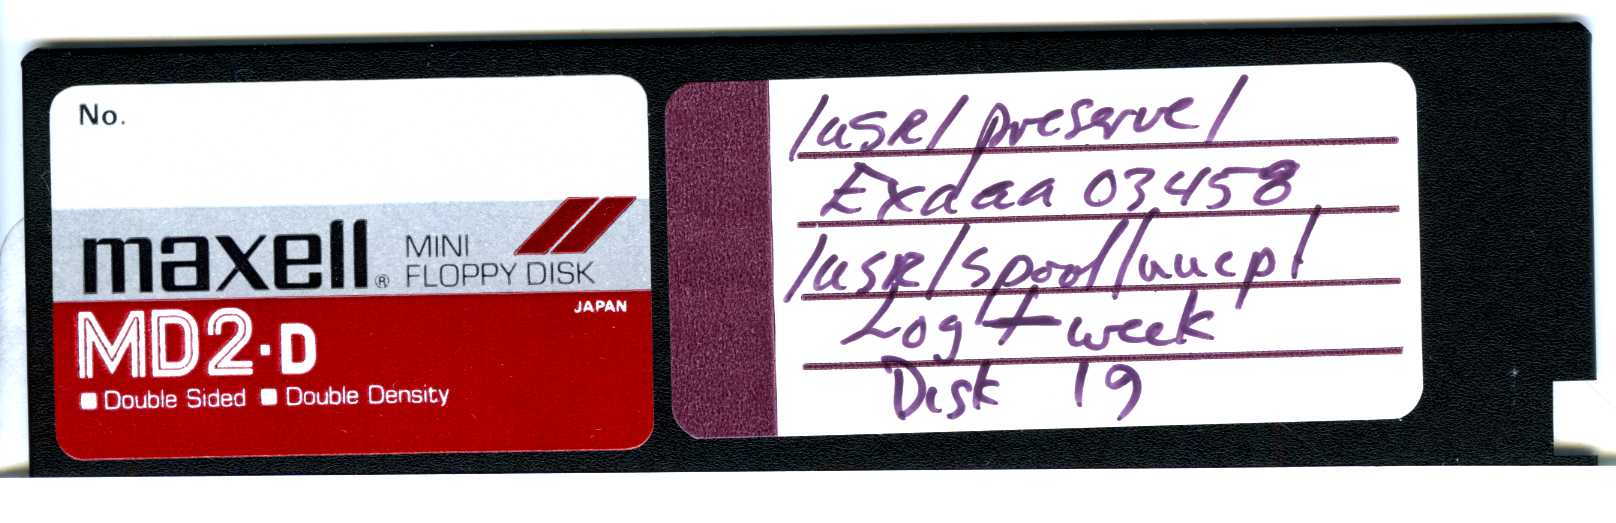 No.
maxell®
MINI
FLOPPY DISK
JAPAN
MD2-D
Double Sided Double Density
/usr/preserve/
Exdaa 03458
/usr/spool/uucp/
Log + week
Disk 19